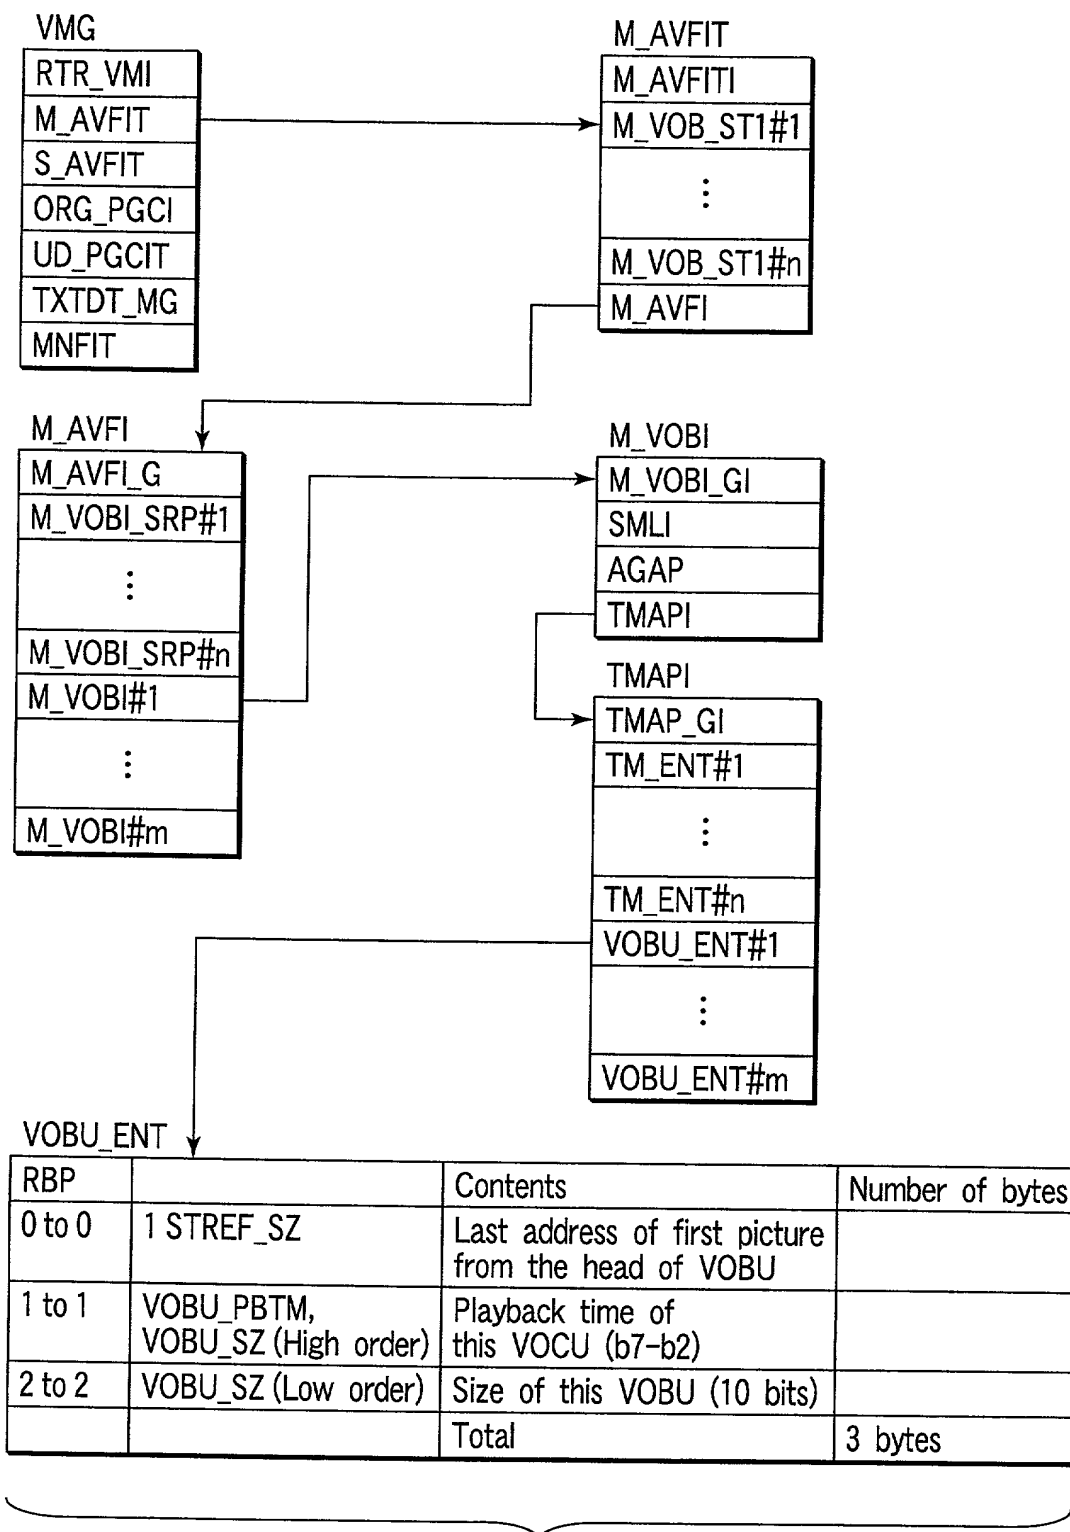 VMG
RTR_VMI
M_AVFIT
S_AVFIT
ORG_PGCI
UD_PGCIT
TXTDT_MG
MNFIT
M_AVFIT
M_AVFITI
M_VOB_ST1#1
⋮
M_VOB_ST1#n
M_AVFI
M_AVFI
M_AVFI_G
M_VOBI_SRP#1
⋮
M_VOBI_SRP#n
M_VOBI#1
⋮
M_VOBI#m
M_VOBI
M_VOBI_GI
SMLI
AGAP
TMAPI
TMAPI
TMAP_GI
TM_ENT#1
⋮
TM_ENT#n
VOBU_ENT#1
⋮
VOBU_ENT#m
VOBU_ENT
RBP Contents Number of bytes
0 to 0 1 STREF_SZ Last address of first picture
from the head of VOBU
1 to 1 VOBU_PBTM, Playback time of
VOBU_SZ (High order) this VOCU (b7-b2)
2 to 2 VOBU_SZ (Low order) Size of this VOBU (10 bits)
Total 3 bytes